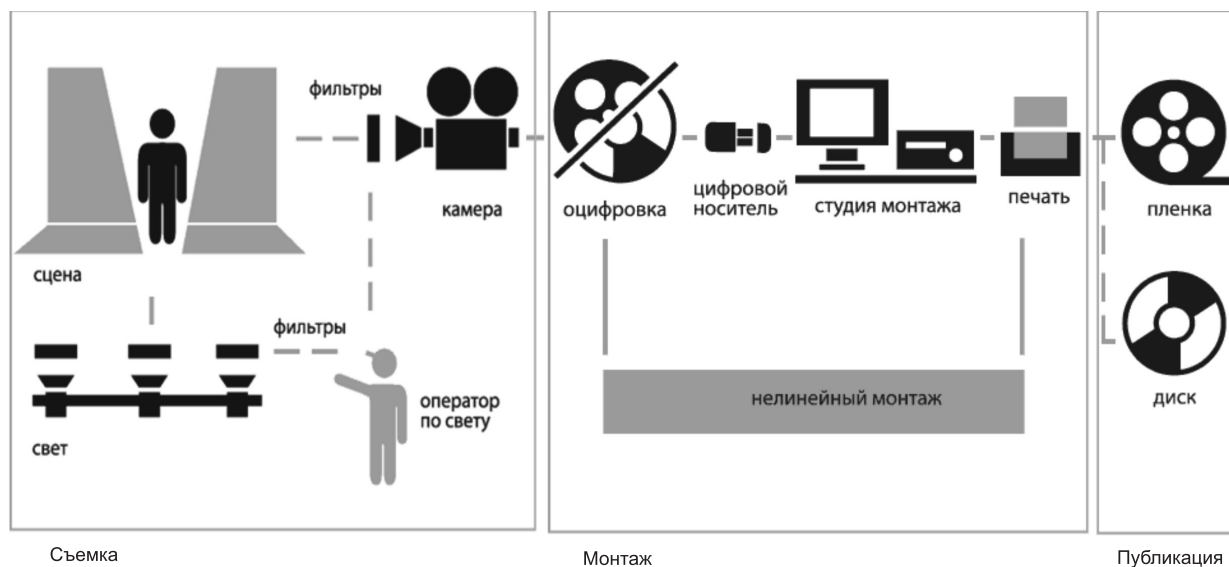 фильтры
камера
сцена
фильтры
оператор
по свету
свет
Съемка
оцифровка
цифровой
носитель
студия монтажа
печать
нелинейный монтаж
Монтаж
пленка
диск
Публикация